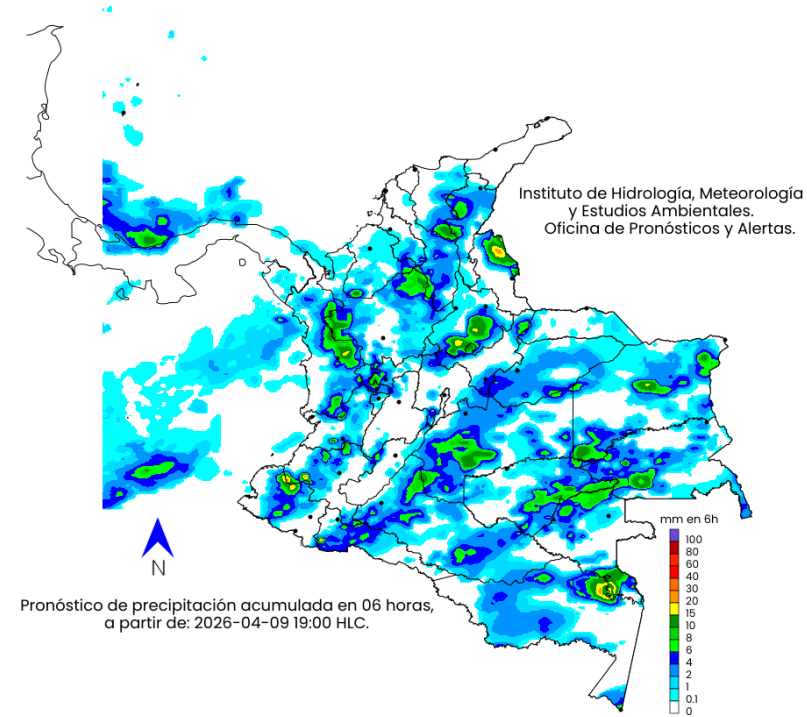 Instituto de Hidrología, Meteorología
y Estudios Ambientales.
Oficina de Pronósticos y Alertas.
mm en 6h
100
80
60
40
30
20
15
10
8
6
4
2
1
0.1
0
N
Pronóstico de precipitación acumulada en 06 horas,
a partir de: 2026-04-09 19:00 HLC.